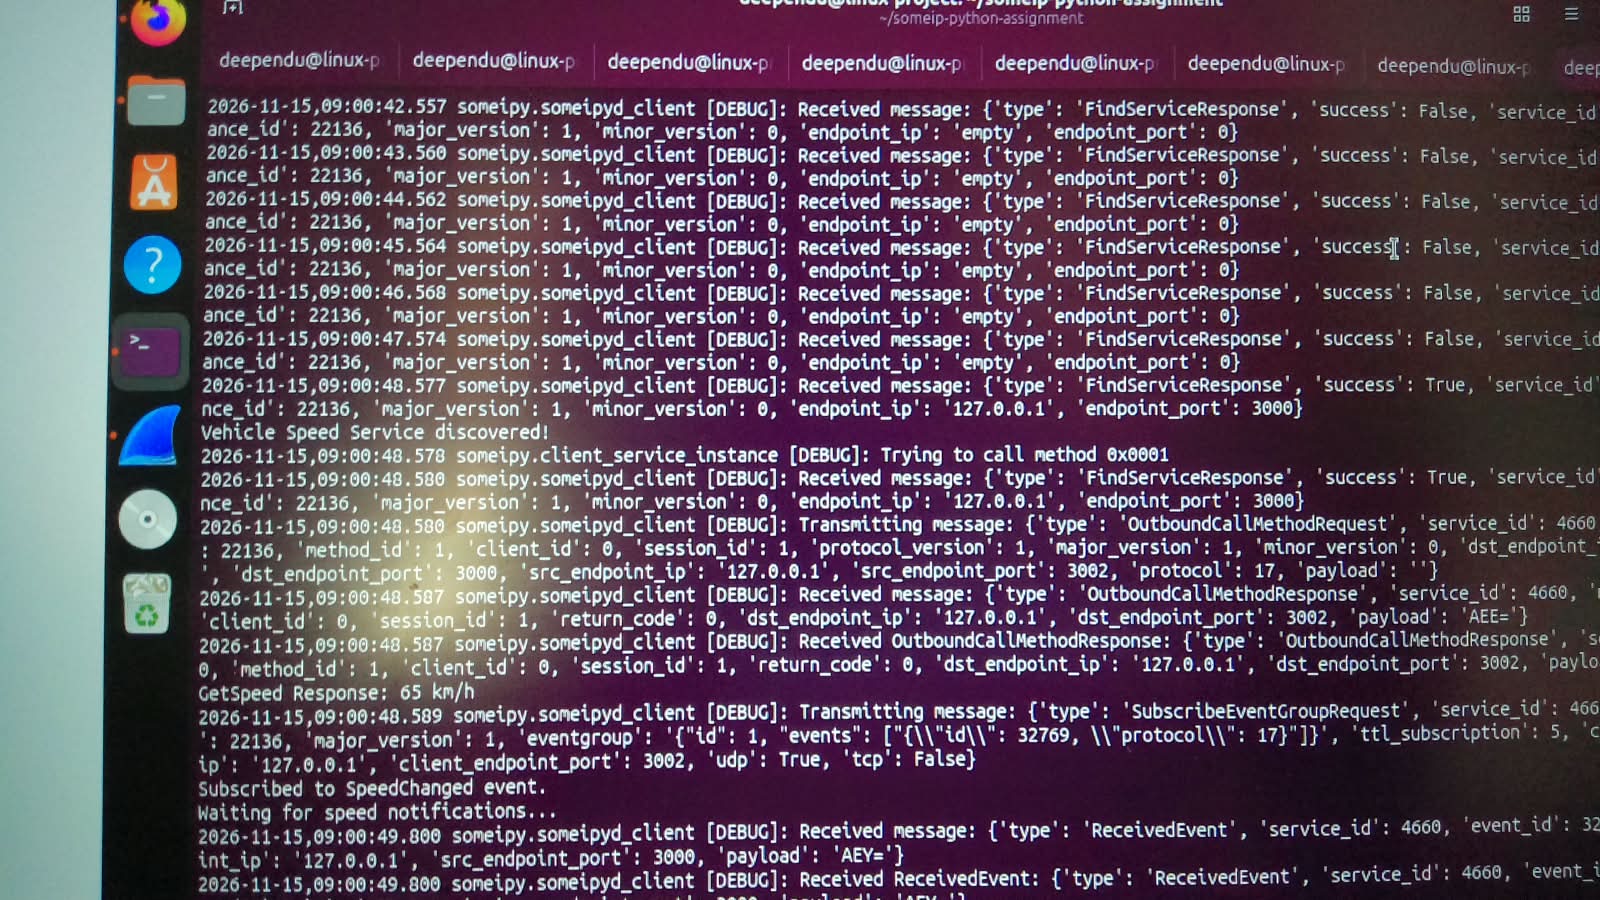 ~/someip-python-assignment
deependu@linux-p deependu@linux-p deependu@linux-p deependu@linux-p deependu@linux-p deependu@linux-p deependu@linux-p deep
2026-11-15,09:00:42.557 someipy.someipyd_client [DEBUG]: Received message: {'type': 'FindServiceResponse', 'success': False, 'service_id
ance_id': 22136, 'major_version': 1, 'minor_version': 0, 'endpoint_ip': 'empty', 'endpoint_port': 0}
2026-11-15,09:00:43.560 someipy.someipyd_client [DEBUG]: Received message: {'type': 'FindServiceResponse', 'success': False, 'service_id
ance_id': 22136, 'major_version': 1, 'minor_version': 0, 'endpoint_ip': 'empty', 'endpoint_port': 0}
2026-11-15,09:00:44.562 someipy.someipyd_client [DEBUG]: Received message: {'type': 'FindServiceResponse', 'success': False, 'service_id
ance_id': 22136, 'major_version': 1, 'minor_version': 0, 'endpoint_ip': 'empty', 'endpoint_port': 0}
2026-11-15,09:00:45.564 someipy.someipyd_client [DEBUG]: Received message: {'type': 'FindServiceResponse', 'success': False, 'service_id
ance_id': 22136, 'major_version': 1, 'minor_version': 0, 'endpoint_ip': 'empty', 'endpoint_port': 0}
2026-11-15,09:00:46.568 someipy.someipyd_client [DEBUG]: Received message: {'type': 'FindServiceResponse', 'success': False, 'service_id
ance_id': 22136, 'major_version': 1, 'minor_version': 0, 'endpoint_ip': 'empty', 'endpoint_port': 0}
2026-11-15,09:00:47.574 someipy.someipyd_client [DEBUG]: Received message: {'type': 'FindServiceResponse', 'success': False, 'service_id
ance_id': 22136, 'major_version': 1, 'minor_version': 0, 'endpoint_ip': 'empty', 'endpoint_port': 0}
2026-11-15,09:00:48.577 someipy.someipyd_client [DEBUG]: Received message: {'type': 'FindServiceResponse', 'success': True, 'service_id'
nce_id': 22136, 'major_version': 1, 'minor_version': 0, 'endpoint_ip': '127.0.0.1', 'endpoint_port': 3000}
Vehicle Speed Service discovered!
2026-11-15,09:00:48.578 someipy.client_service_instance [DEBUG]: Trying to call method 0x0001
2026-11-15,09:00:48.580 someipy.someipyd_client [DEBUG]: Received message: {'type': 'FindServiceResponse', 'success': True, 'service_id'
nce_id': 22136, 'major_version': 1, 'minor_version': 0, 'endpoint_ip': '127.0.0.1', 'endpoint_port': 3000}
2026-11-15,09:00:48.580 someipy.someipyd_client [DEBUG]: Transmitting message: {'type': 'OutboundCallMethodRequest', 'service_id': 4660
: 22136, 'method_id': 1, 'client_id': 0, 'session_id': 1, 'protocol_version': 1, 'major_version': 1, 'minor_version': 0, 'dst_endpoint_
', 'dst_endpoint_port': 3000, 'src_endpoint_ip': '127.0.0.1', 'src_endpoint_port': 3002, 'protocol': 17, 'payload': ''}
2026-11-15,09:00:48.587 someipy.someipyd_client [DEBUG]: Received message: {'type': 'OutboundCallMethodResponse', 'service_id': 4660,
'client_id': 0, 'session_id': 1, 'return_code': 0, 'dst_endpoint_ip': '127.0.0.1', 'dst_endpoint_port': 3002, 'payload': 'AEE='}
2026-11-15,09:00:48.587 someipy.someipyd_client [DEBUG]: Received OutboundCallMethodResponse: {'type': 'OutboundCallMethodResponse', 's
0, 'method_id': 1, 'client_id': 0, 'session_id': 1, 'return_code': 0, 'dst_endpoint_ip': '127.0.0.1', 'dst_endpoint_port': 3002, 'paylo
GetSpeed Response: 65 km/h
2026-11-15,09:00:48.589 someipy.someipyd_client [DEBUG]: Transmitting message: {'type': 'SubscribeEventGroupRequest', 'service_id': 466
': 22136, 'major_version': 1, 'eventgroup': '{"id": 1, "events": ["{\\"id\\": 32769, \\"protocol\\": 17}"]}', 'ttl_subscription': 5, 'c
ip': '127.0.0.1', 'client_endpoint_port': 3002, 'udp': True, 'tcp': False}
Subscribed to SpeedChanged event.
Waiting for speed notifications...
2026-11-15,09:00:49.800 someipy.someipyd_client [DEBUG]: Received message: {'type': 'ReceivedEvent', 'service_id': 4660, 'event_id': 32
int_ip': '127.0.0.1', 'src_endpoint_port': 3000, 'payload': 'AEY='}
2026-11-15,09:00:49.800 someipy.someipyd_client [DEBUG]: Received ReceivedEvent: {'type': 'ReceivedEvent', 'service_id': 4660, 'event_i